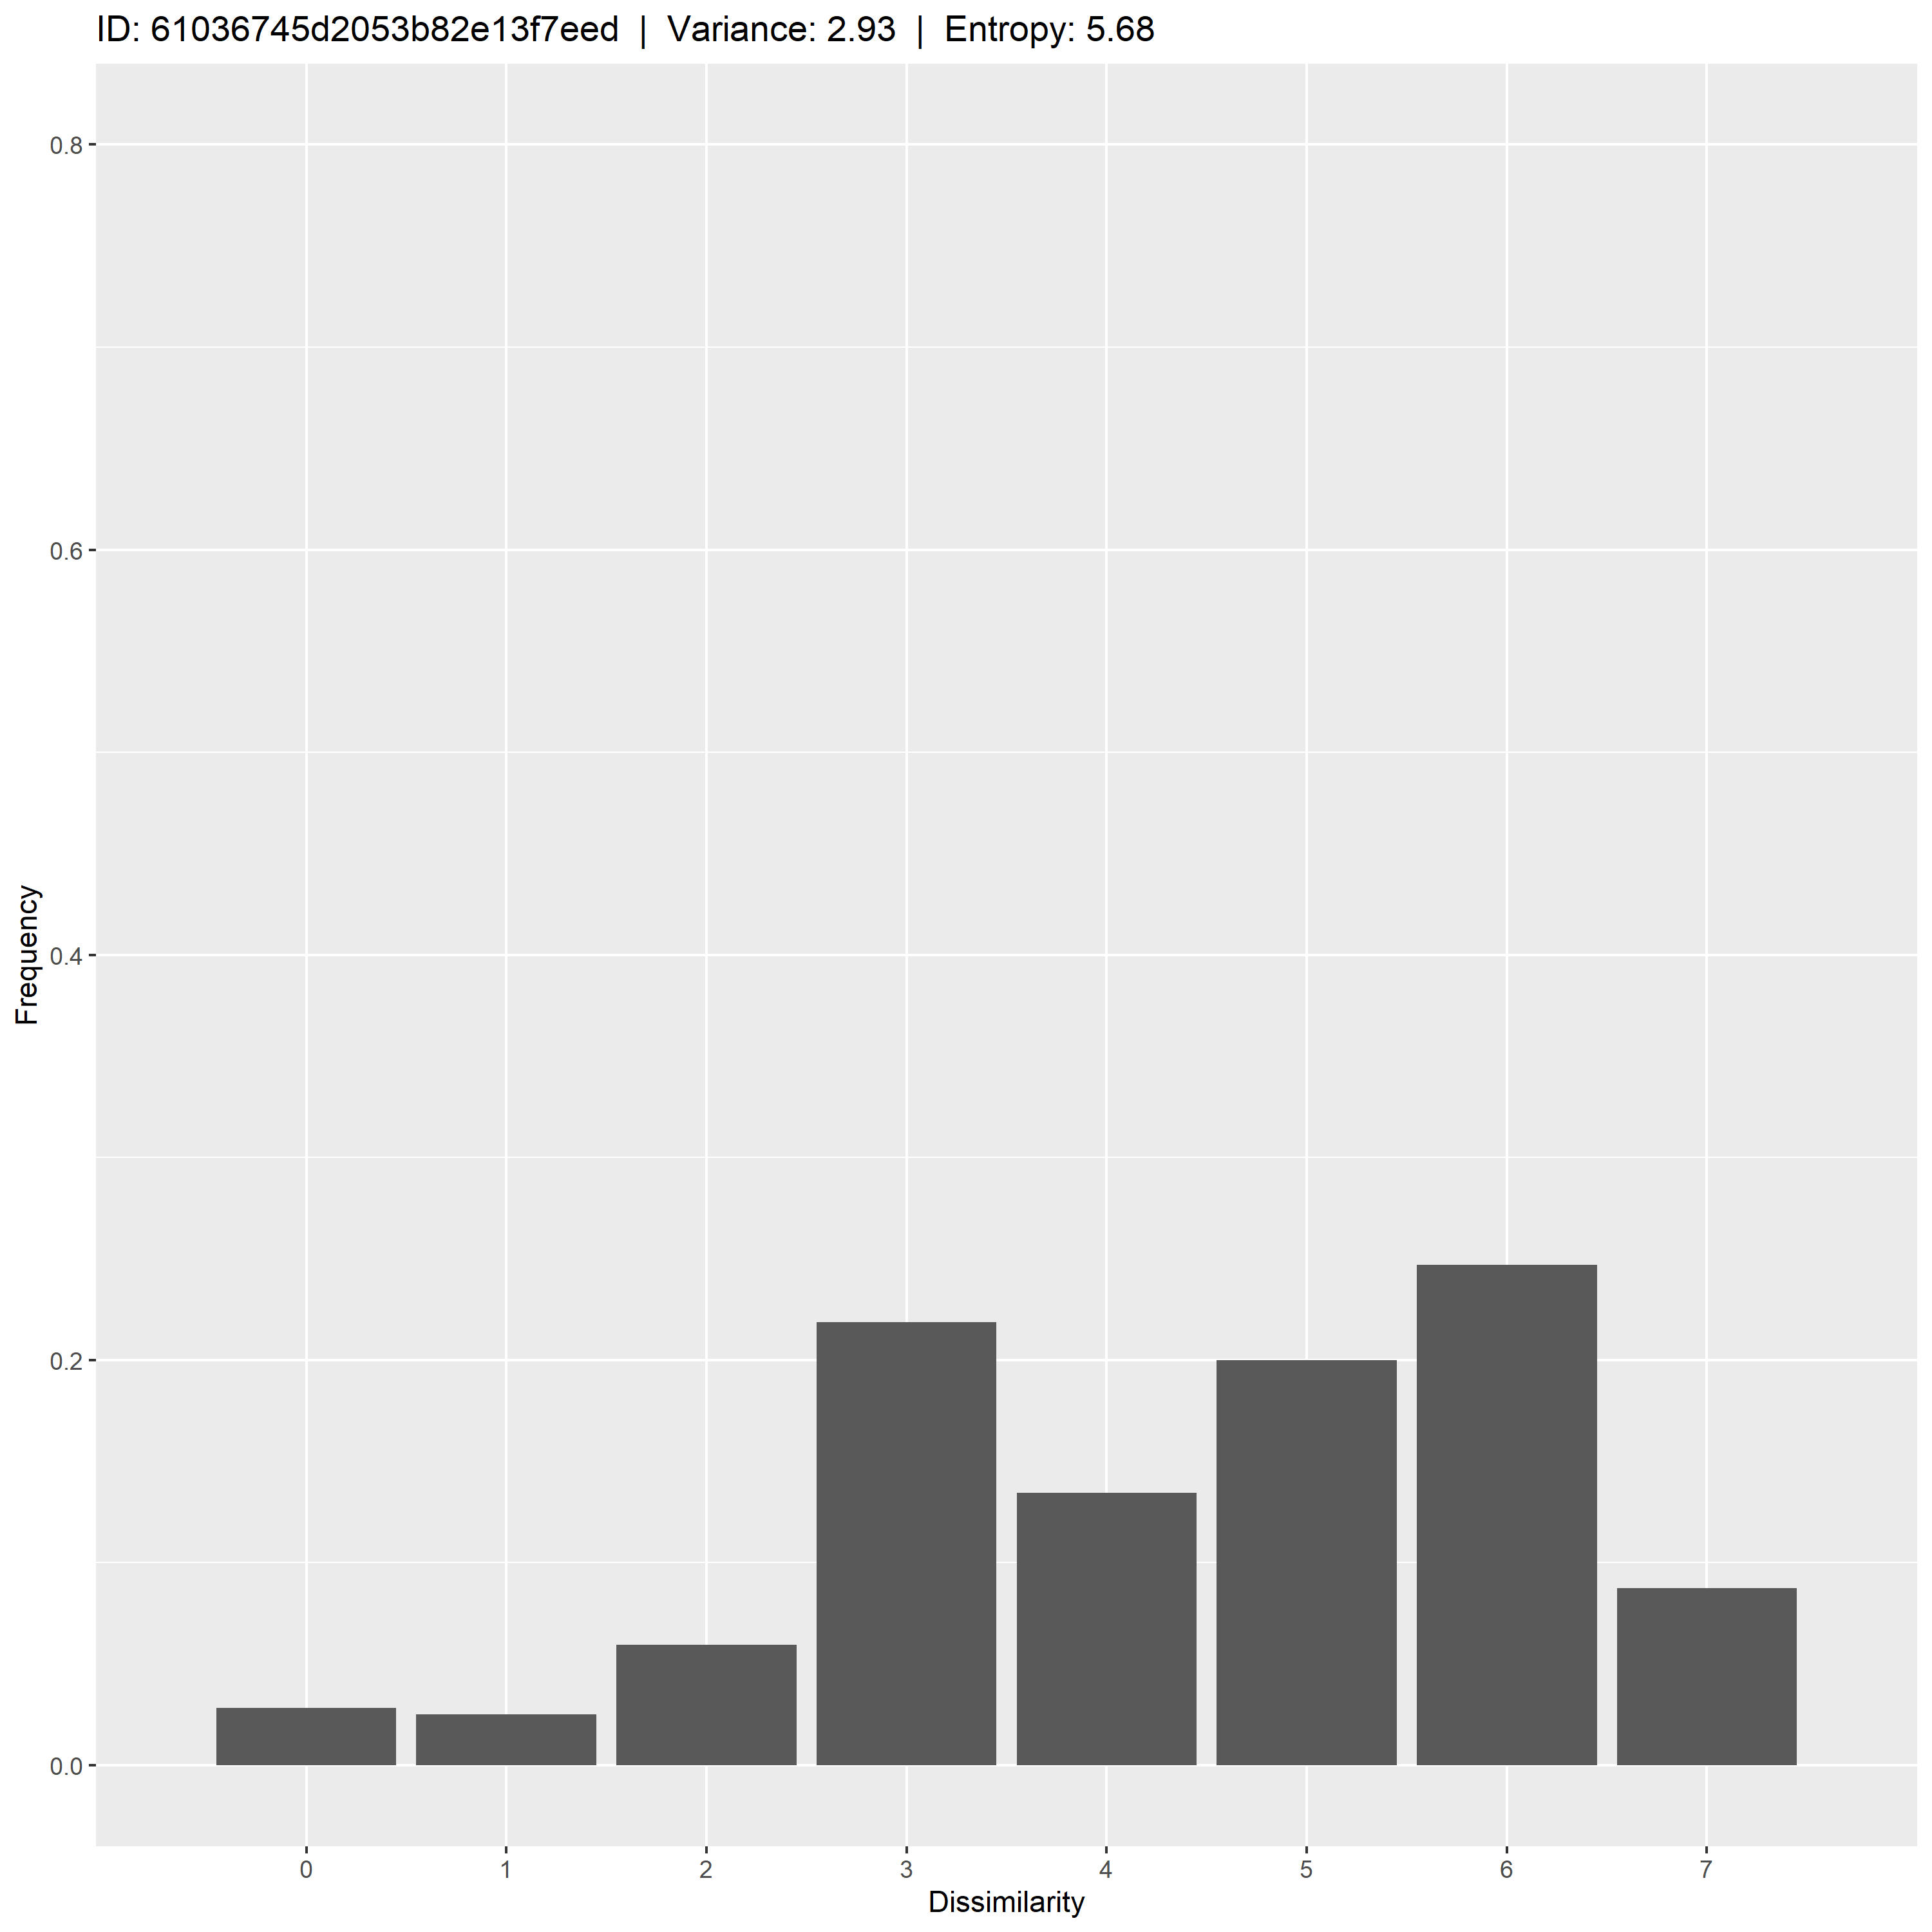 ID: 61036745d2053b82e13f7eed | Variance: 2.93 | Entropy: 5.68
Frequency
0.8
0.6
0.4
0.2
0.0
0 1 2 3 4 5 6 7
Dissimilarity